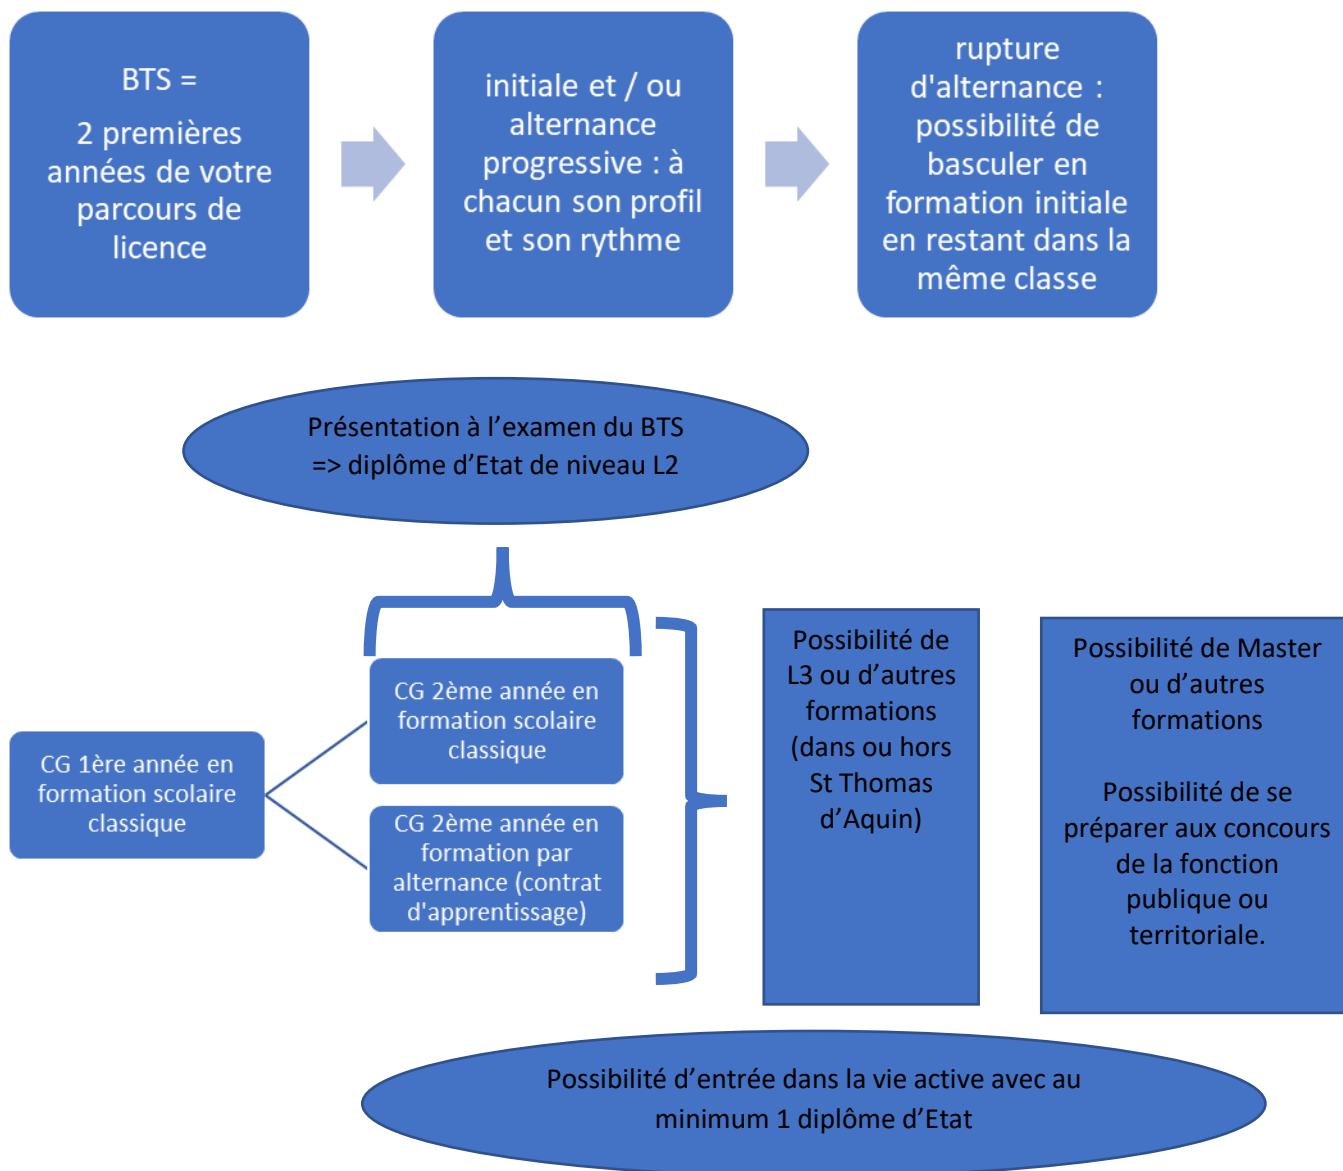 BTS =
2 premières
années de votre
parcours de
licence
initiale et / ou
alternance
progressive : à
chacun son profil
et son rythme
rupture
d'alternance :
possibilité de
basculer en
formation initiale
en restant dans la
même classe
Présentation à l’examen du BTS
=> diplôme d’Etat de niveau L2
CG 1ère année en
formation scolaire
classique
CG 2ème année en
formation scolaire
classique
CG 2ème année en
formation par
alternance (contrat
d'apprentissage)
Possibilité de
L3 ou d’autres
formations
(dans ou hors
St Thomas
d’Aquin)
Possibilité de Master
ou d’autres
formations
Possibilité de se
préparer aux concours
de la fonction
publique ou
territoriale.
Possibilité d’entrée dans la vie active avec au
minimum 1 diplôme d’Etat